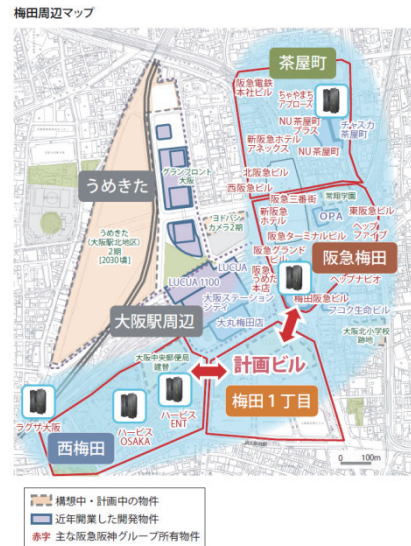 梅田周辺マップ
茶屋町
阪急電鉄
本社ビル
ちゃやまち
アプローズ
NU茶屋町
プラス
チャスカ
茶屋町
新阪急ホテル
アネックス
NU茶屋町
北阪急ビル
西阪急ビル
うめきた
グランフロント
大阪
ヨドバシ
カメラ2期
うめきた
(大阪駅北地区)
2期
[2030頃]
阪急三番街
常翔学園
新阪急
ホテル
OPA
東阪急ビル
阪急ターミナルビル
ヘップ
ファイブ
阪急グランド
ビル
阪急梅田
阪急
うめだ
本店
ヘップナビオ
LUCUA
LUCUA 1100
大阪ステーション
シティ
梅田阪急ビル
フコク生命ビル
大阪駅周辺
大丸梅田店
大阪北小学校
跡地
大阪中央郵便局
建替
計画ビル
梅田1丁目
ハービス
ENT
ハービス
OSAKA
ラグザ大阪
西梅田
0 100m
構想中・計画中の物件
近年開業した開発物件
赤字 主な阪急阪神グループ所有物件